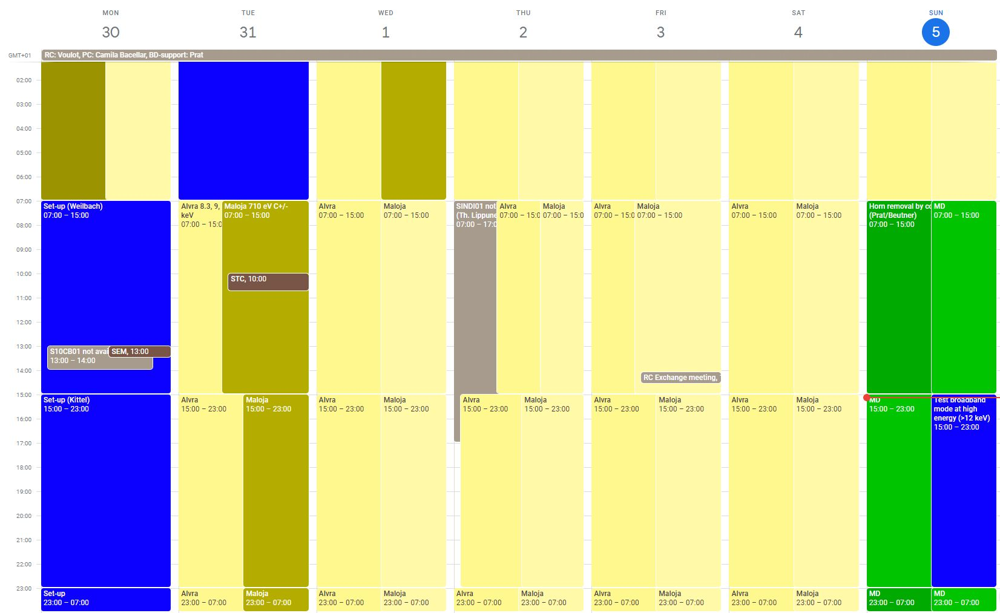 MON
TUE
WED
THU
FRI
SAT
SUN
30
31
1
2
3
4
5
GMT+01
RC: Voulot, PC: Camila Bacellar, BD-support: Prat
02:00
03:00
04:00
05:00
06:00
07:00
08:00
09:00
10:00
11:00
12:00
13:00
14:00
15:00
16:00
17:00
18:00
19:00
20:00
21:00
22:00
23:00
Set-up (Weilbach)
07:00 – 15:00
S10CB01 not avai
13:00 – 14:00
SEM, 13:00
Set-up (Kittel)
15:00 – 23:00
Set-up
23:00 – 07:00
Alvra 8.3, 9,
keV
07:00 – 15:0
Maloja 710 eV C+/-
07:00 – 15:00
STC, 10:00
Alvra
15:00 – 23:00
Maloja
15:00 – 23:00
Alvra
23:00 – 07:00
Maloja
23:00 – 07:00
Alvra
07:00 – 15:00
Maloja
07:00 – 15:00
Alvra
15:00 – 23:00
Maloja
15:00 – 23:00
Alvra
23:00 – 07:00
Maloja
23:00 – 07:00
SINDI01 not
(Th. Lippune
07:00 – 17:0
Alvra
07:00 – 15:0
Maloja
07:00 – 15:0
Alvra
15:00 – 23:00
Maloja
15:00 – 23:00
Alvra
23:00 – 07:00
Maloja
23:00 – 07:00
Alvra
07:00 – 15:0
Maloja
07:00 – 15:00
RC Exchange meeting,
Alvra
15:00 – 23:00
Maloja
15:00 – 23:00
Alvra
23:00 – 07:00
Maloja
23:00 – 07:00
Alvra
07:00 – 15:00
Maloja
07:00 – 15:00
Alvra
15:00 – 23:00
Maloja
15:00 – 23:00
Alvra
23:00 – 07:00
Maloja
23:00 – 07:00
Horn removal by co
(Prat/Beutner)
07:00 – 15:00
MD
07:00 – 15:00
MD
15:00 – 23:00
Test broadband
mode at high
energy (>12 keV)
15:00 – 23:00
MD
23:00 – 07:00
MD
23:00 – 07:00